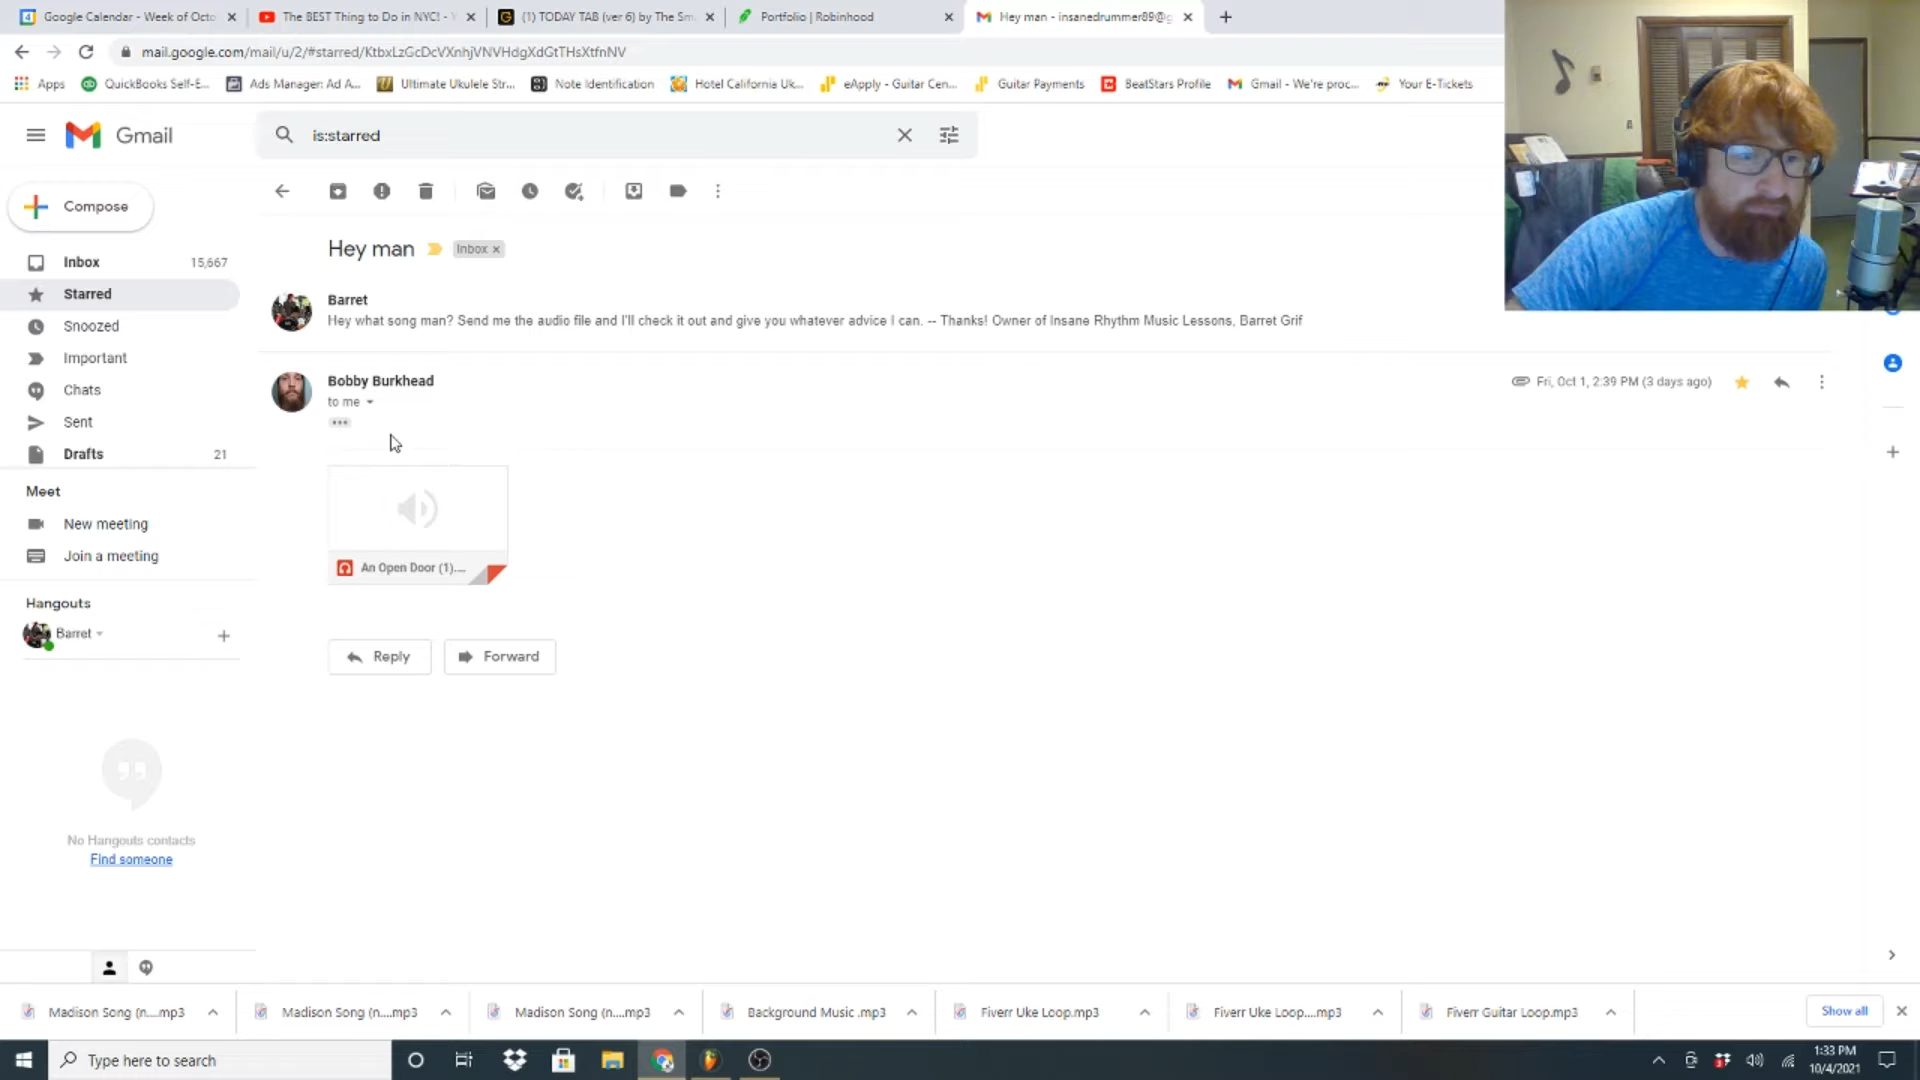 Google Calendar - Week of Octo
The BEST Thing to Do in NYC! -
(1) TODAY TAB (ver 6) by The Sm
Portfolio | Robinhood
Hey man - insanedrummer89@g
mail.google.com/mail/u/2/#starred/KtbxLzGcDcVXnhjVNVHdgXdGtTHsXtfnNV
Apps
QuickBooks Self-E...
Ads Manager: Ad A...
Ultimate Ukulele Str...
Note Identification
Hotel California Uk...
eApply - Guitar Cen...
Guitar Payments
BeatStars Profile
Gmail - We're proc...
Your E-Tickets
Gmail
is:starred
Compose
Hey man
Inbox ×
Inbox 15,667
Starred
Snoozed
Important
Chats
Sent
Drafts 21
Barret
Hey what song man? Send me the audio file and I'll check it out and give you whatever advice I can. -- Thanks! Owner of Insane Rhythm Music Lessons, Barret Grif
Bobby Burkhead
Fri, Oct 1, 2:39 PM (3 days ago)
to me
An Open Door (1)....
Reply
Forward
Meet
New meeting
Join a meeting
Hangouts
Barret
No Hangouts contacts
Find someone
Madison Song (n....mp3
Madison Song (n....mp3
Madison Song (n....mp3
Background Music .mp3
Fiverr Uke Loop.mp3
Fiverr Uke Loop....mp3
Fiverr Guitar Loop.mp3
Show all
Type here to search
1:33 PM
10/4/2021